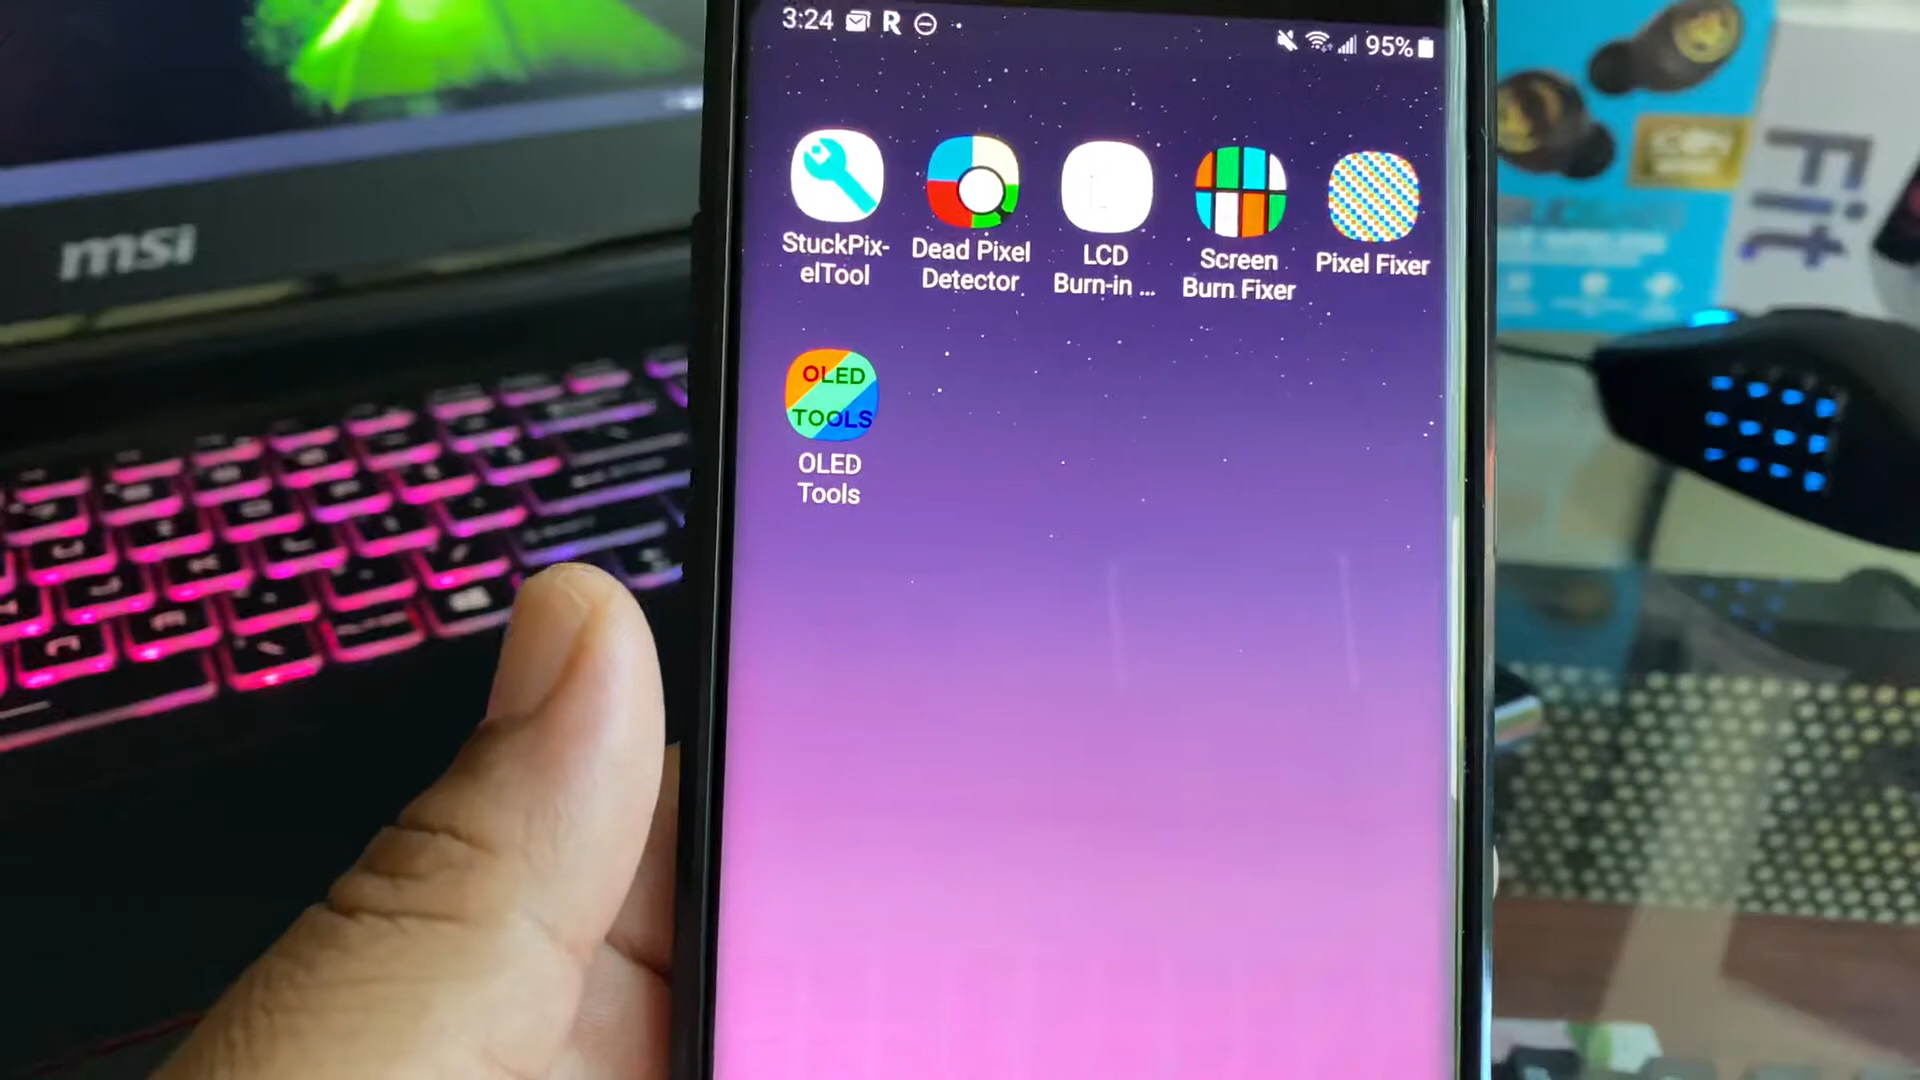 3:24 R 95%
StuckPix-
elTool
Dead Pixel
Detector
LCD
Burn-in ...
Screen
Burn Fixer
Pixel Fixer
OLED
TOOLS
OLED
Tools
msi
Fit